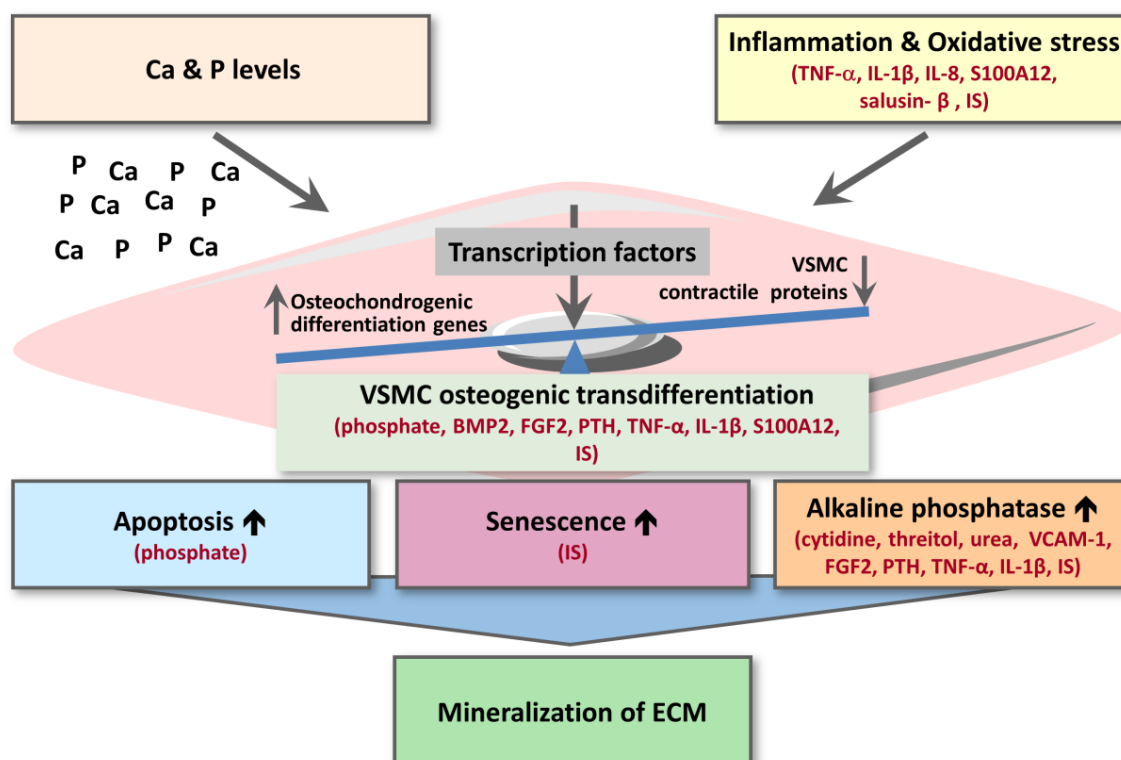 Ca & P levels
Inflammation & Oxidative stress
(TNF-α, IL-1β, IL-8, S100A12,
salusin- β , IS)
P Ca P Ca
P Ca Ca P
Ca P P Ca
Transcription factors
Osteochondrogenic
differentiation genes
VSMC
contractile proteins
VSMC osteogenic transdifferentiation
(phosphate, BMP2, FGF2, PTH, TNF-α, IL-1β, S100A12,
IS)
Apoptosis
(phosphate)
Senescence
(IS)
Alkaline phosphatase
(cytidine, threitol, urea, VCAM-1,
FGF2, PTH, TNF-α, IL-1β, IS)
Mineralization of ECM